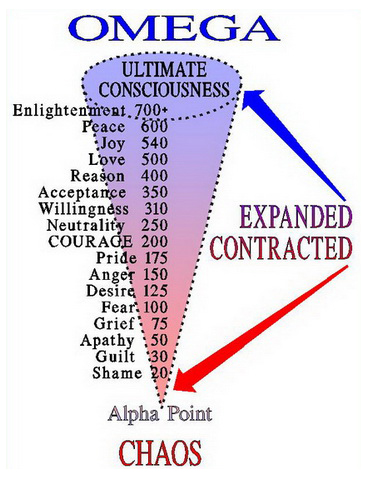 OMEGA
ULTIMATE
CONSCIOUSNESS
Enlightenment 700+
Peace 600
Joy 540
Love 500
Reason 400
Acceptance 350
Willingness 310
Neutrality 250
COURAGE 200
Pride 175
Anger 150
Desire 125
Fear 100
Grief 75
Apathy 50
Guilt 30
Shame 20
EXPANDED
CONTRACTED
Alpha Point
CHAOS